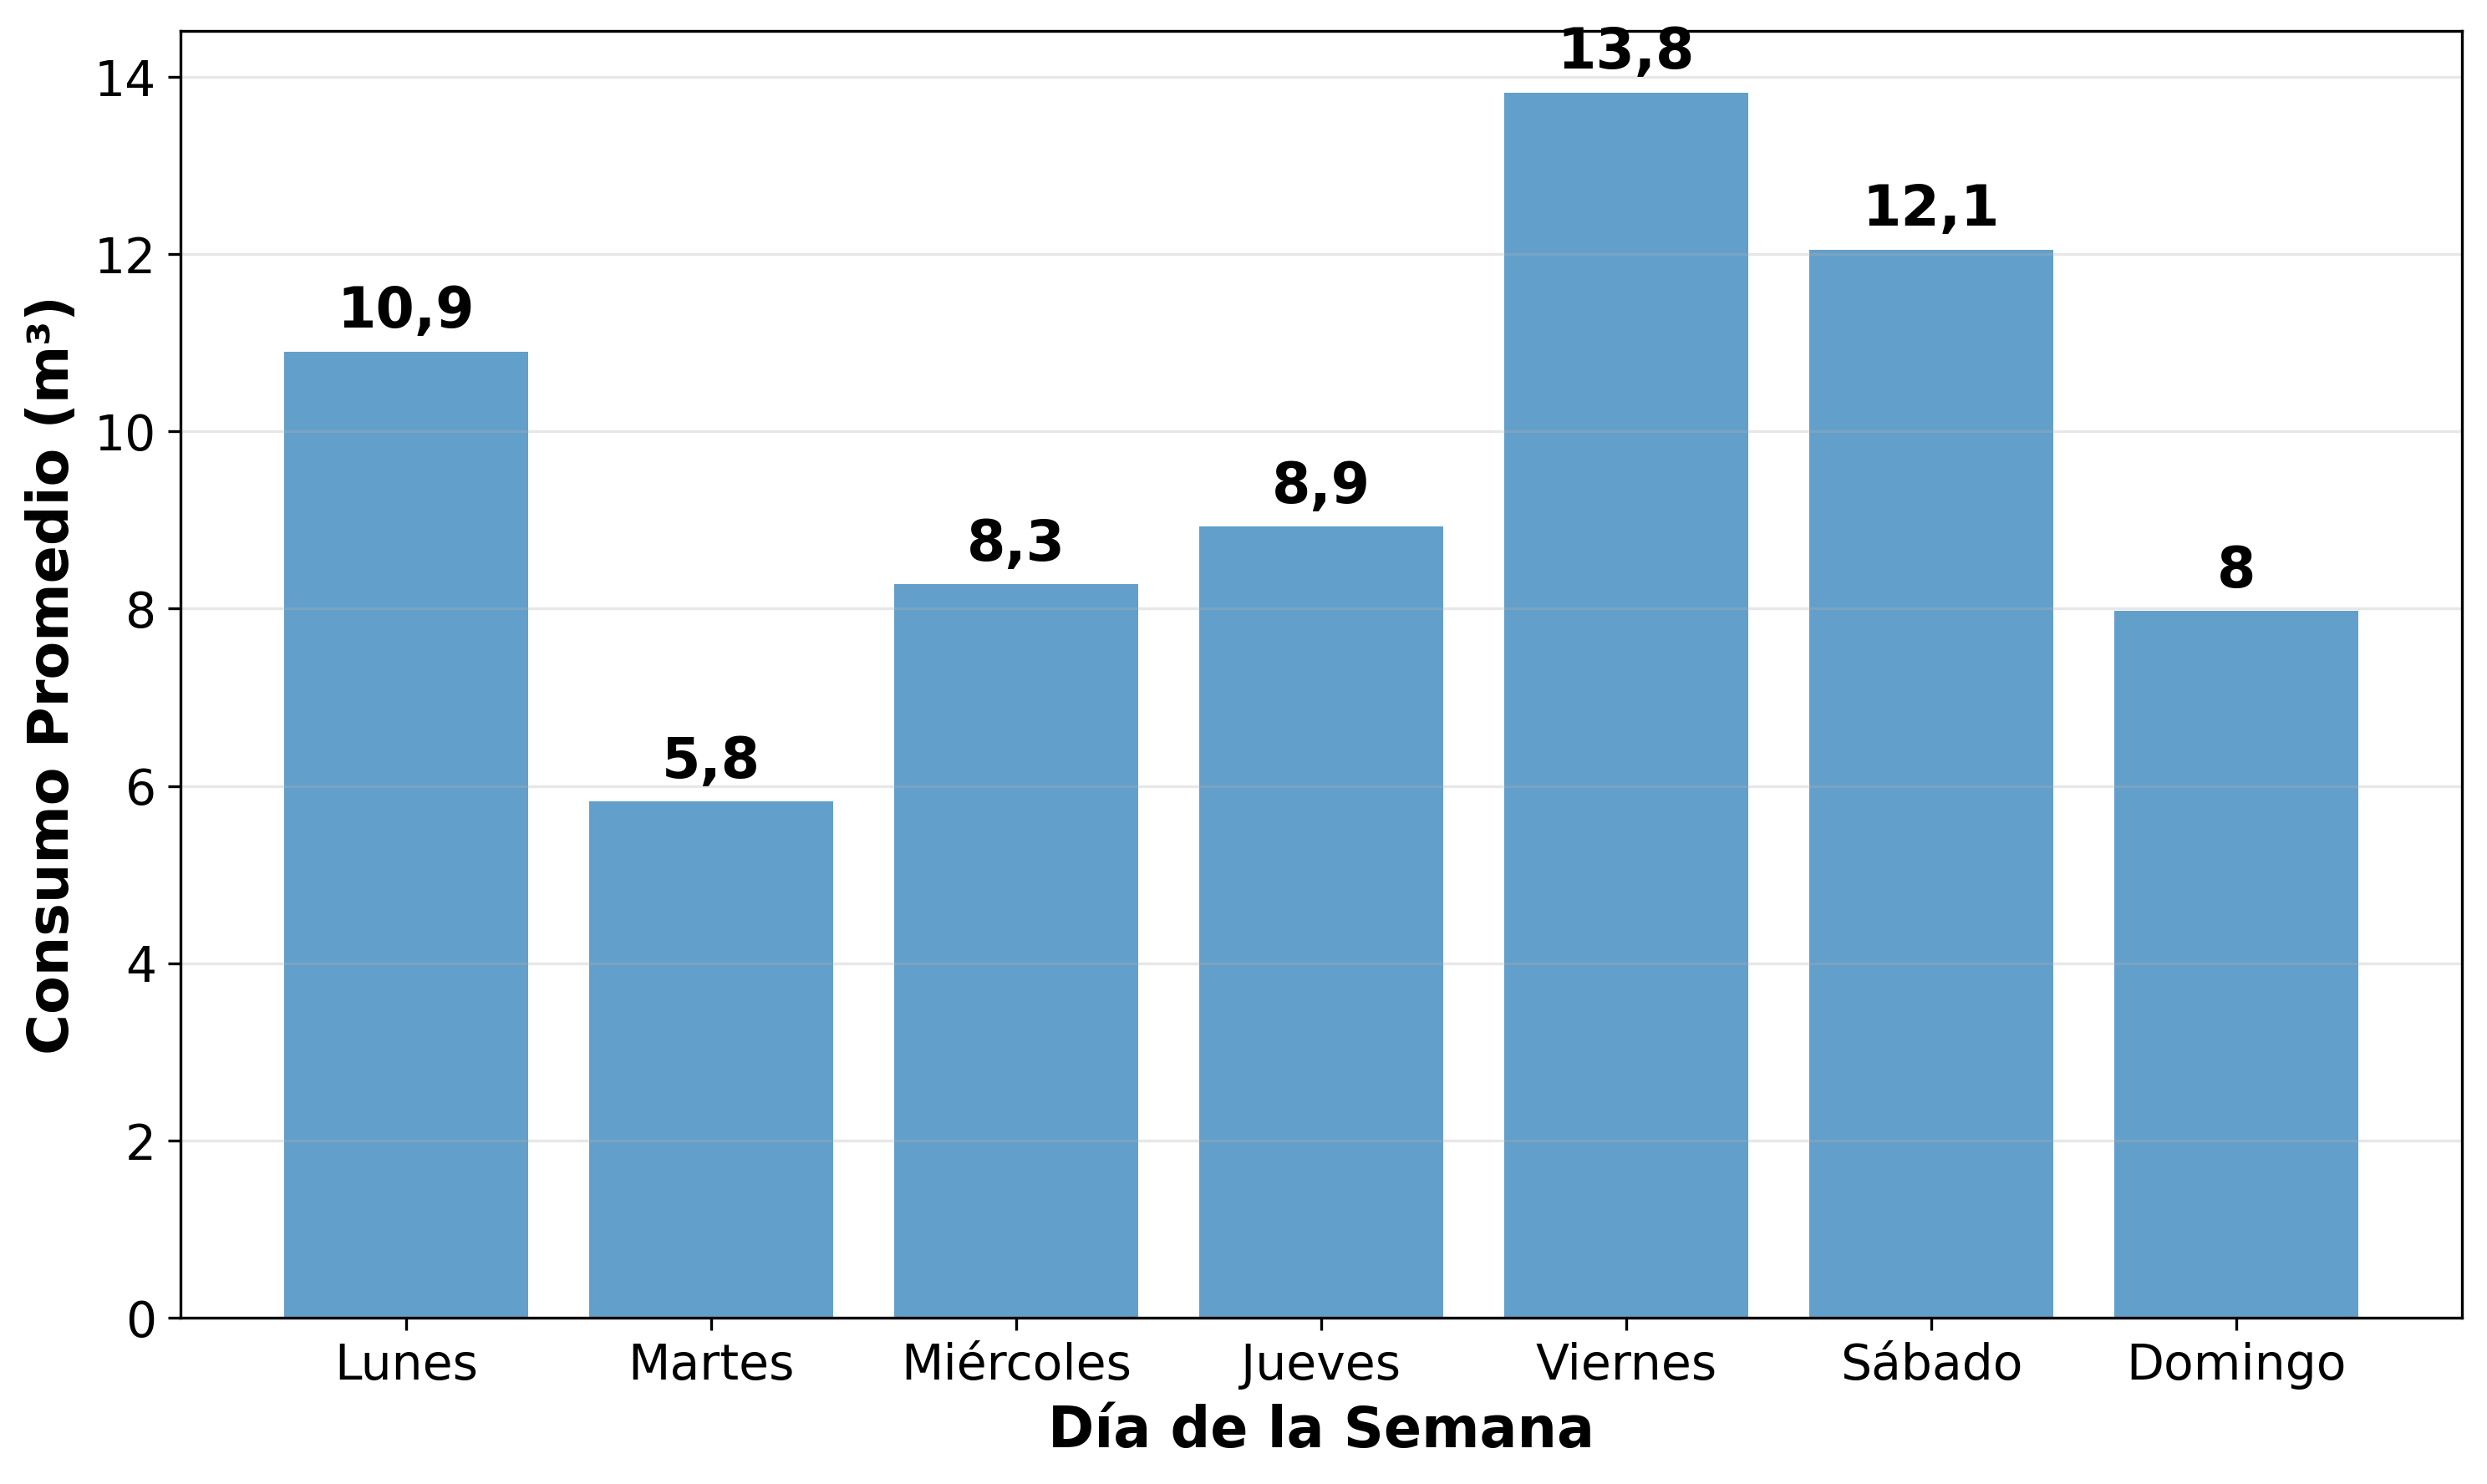 Consumo Promedio (m³)
14
12
10
8
6
4
2
0
10,9
5,8
8,3
8,9
13,8
12,1
8
Lunes
Martes
Miércoles
Jueves
Viernes
Sábado
Domingo
Día de la Semana